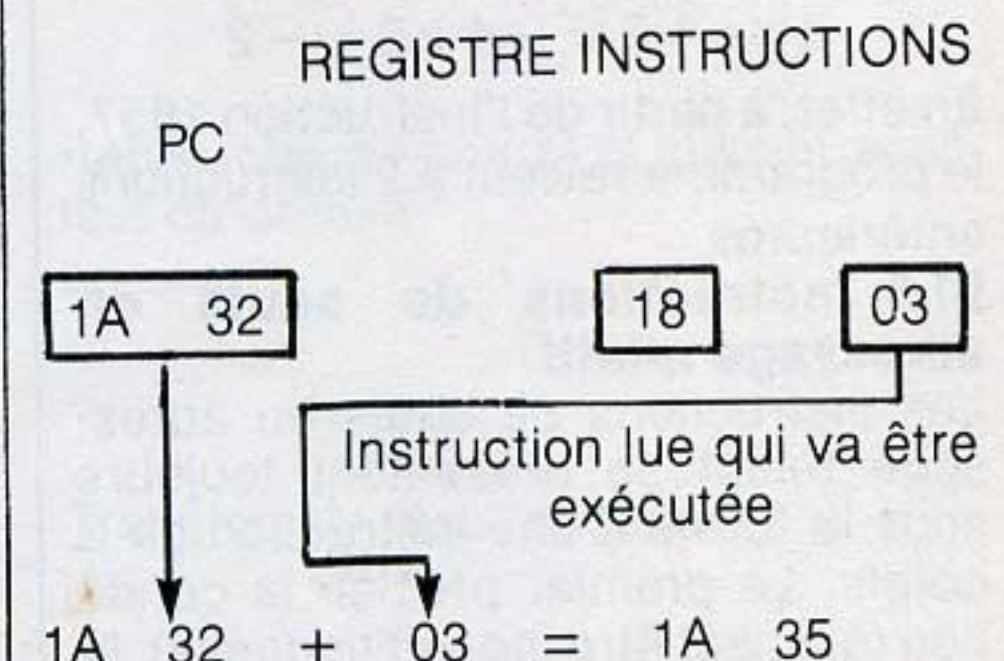 REGISTRE INSTRUCTIONS
PC
1A 32
18
03
Instruction lue qui va être
exécutée
1A 32 + 03 = 1A 35